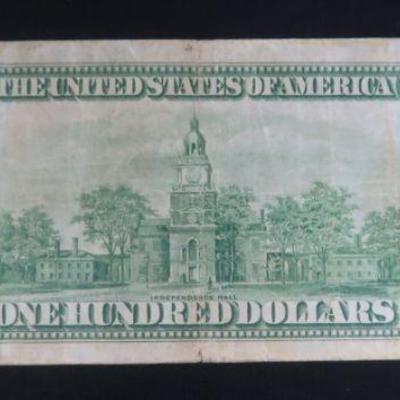 THE UNITED STATES OF AMERICA
INDEPENDENCE HALL
ONE HUNDRED DOLLARS